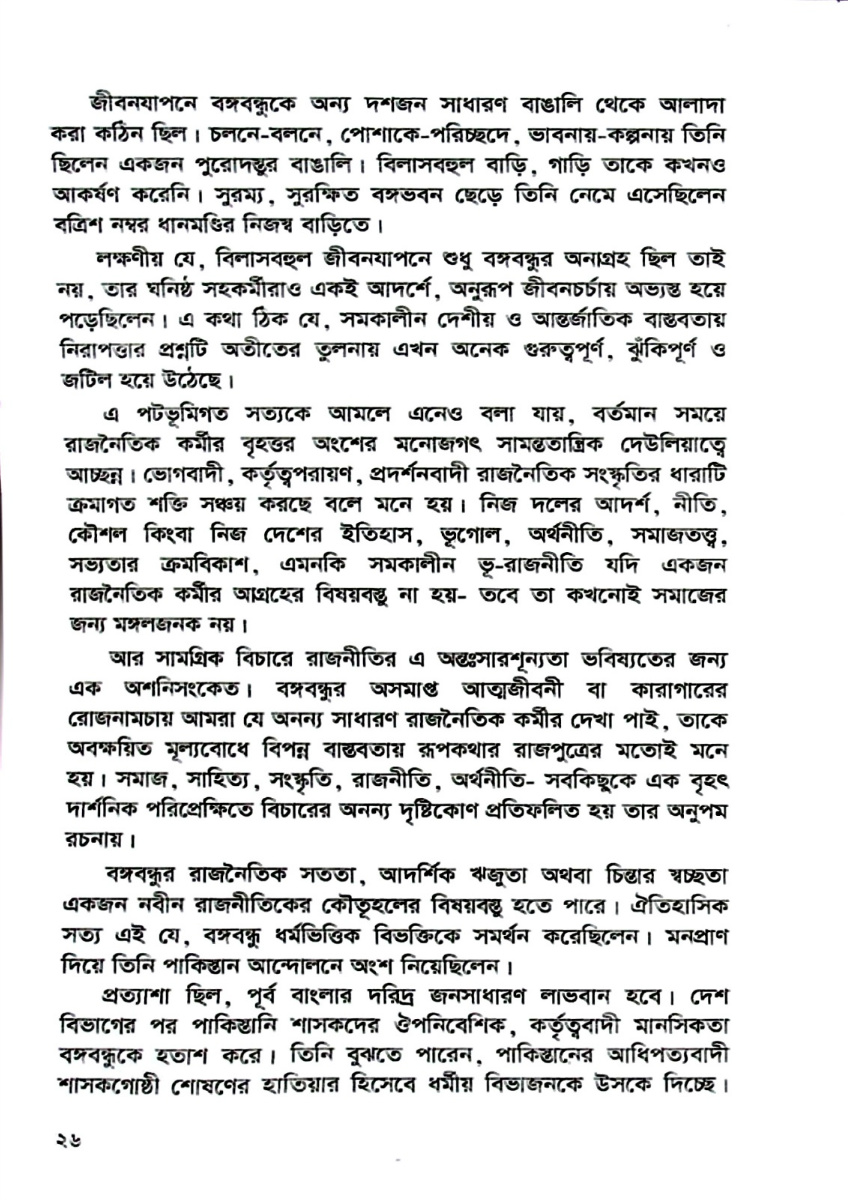 জীবনযাপনে বঙ্গবন্ধুকে অন্য দশজন সাধারণ বাঙালি থেকে আলাদা
করা কঠিন ছিল। চলনে-বলনে, পোশাকে-পরিচ্ছদে, ভাবনায়-কল্পনায় তিনি
ছিলেন একজন পুরোদস্তুর বাঙালি। বিলাসবহুল বাড়ি, গাড়ি তাকে কখনও
আকর্ষণ করেনি। সুরম্য, সুরক্ষিত বঙ্গভবন ছেড়ে তিনি নেমে এসেছিলেন
বত্রিশ নম্বর ধানমণ্ডির নিজস্ব বাড়িতে।
লক্ষণীয় যে, বিলাসবহুল জীবনযাপনে শুধু বঙ্গবন্ধুর অনাগ্রহ ছিল তাই
নয়, তার ঘনিষ্ঠ সহকর্মীরাও একই আদর্শে, অনুরূপ জীবনচর্চায় অভ্যস্ত হয়ে
পড়েছিলেন। এ কথা ঠিক যে, সমকালীন দেশীয় ও আন্তর্জাতিক বাস্তবতায়
নিরাপত্তার প্রশ্নটি অতীতের তুলনায় এখন অনেক গুরুত্বপূর্ণ, ঝুঁকিপূর্ণ ও
জটিল হয়ে উঠেছে।
এ পটভূমিগত সত্যকে আমলে এনেও বলা যায়, বর্তমান সময়ে
রাজনৈতিক কর্মীর বৃহত্তর অংশের মনোজগৎ সামন্ততান্ত্রিক দেউলিয়াত্বে
আচ্ছন্ন। ভোগবাদী, কর্তৃত্বপরায়ণ, প্রদর্শনবাদী রাজনৈতিক সংস্কৃতির ধারাটি
ক্রমাগত শক্তি সঞ্চয় করছে বলে মনে হয়। নিজ দলের আদর্শ, নীতি,
কৌশল কিংবা নিজ দেশের ইতিহাস, ভূগোল, অর্থনীতি, সমাজতত্ত্ব,
সভ্যতার ক্রমবিকাশ, এমনকি সমকালীন ভূ-রাজনীতি যদি একজন
রাজনৈতিক কর্মীর আগ্রহের বিষয়বস্তু না হয়- তবে তা কখনোই সমাজের
জন্য মঙ্গলজনক নয়।
আর সামগ্রিক বিচারে রাজনীতির এ অন্তঃসারশূন্যতা ভবিষ্যতের জন্য
এক অশনিসংকেত। বঙ্গবন্ধুর অসমাপ্ত আত্মজীবনী বা কারাগারের
রোজনামচায় আমরা যে অনন্য সাধারণ রাজনৈতিক কর্মীর দেখা পাই, তাকে
অবক্ষয়িত মূল্যবোধে বিপন্ন বাস্তবতায় রূপকথার রাজপুত্রের মতোই মনে
হয়। সমাজ, সাহিত্য, সংস্কৃতি, রাজনীতি, অর্থনীতি- সবকিছুকে এক বৃহৎ
দার্শনিক পরিপ্রেক্ষিতে বিচারের অনন্য দৃষ্টিকোণ প্রতিফলিত হয় তার অনুপম
রচনায়।
বঙ্গবন্ধুর রাজনৈতিক সততা, আদর্শিক ঋজুতা অথবা চিন্তার স্বচ্ছতা
একজন নবীন রাজনীতিকের কৌতূহলের বিষয়বস্তু হতে পারে। ঐতিহাসিক
সত্য এই যে, বঙ্গবন্ধু ধর্মভিত্তিক বিভক্তিকে সমর্থন করেছিলেন। মনপ্রাণ
দিয়ে তিনি পাকিস্তান আন্দোলনে অংশ নিয়েছিলেন।
প্রত্যাশা ছিল, পূর্ব বাংলার দরিদ্র জনসাধারণ লাভবান হবে। দেশ
বিভাগের পর পাকিস্তানি শাসকদের ঔপনিবেশিক, কর্তৃত্ববাদী মানসিকতা
বঙ্গবন্ধুকে হতাশ করে। তিনি বুঝতে পারেন, পাকিস্তানের আধিপত্যবাদী
শাসকগোষ্ঠী শোষণের হাতিয়ার হিসেবে ধর্মীয় বিভাজনকে উসকে দিচ্ছে।
২৬